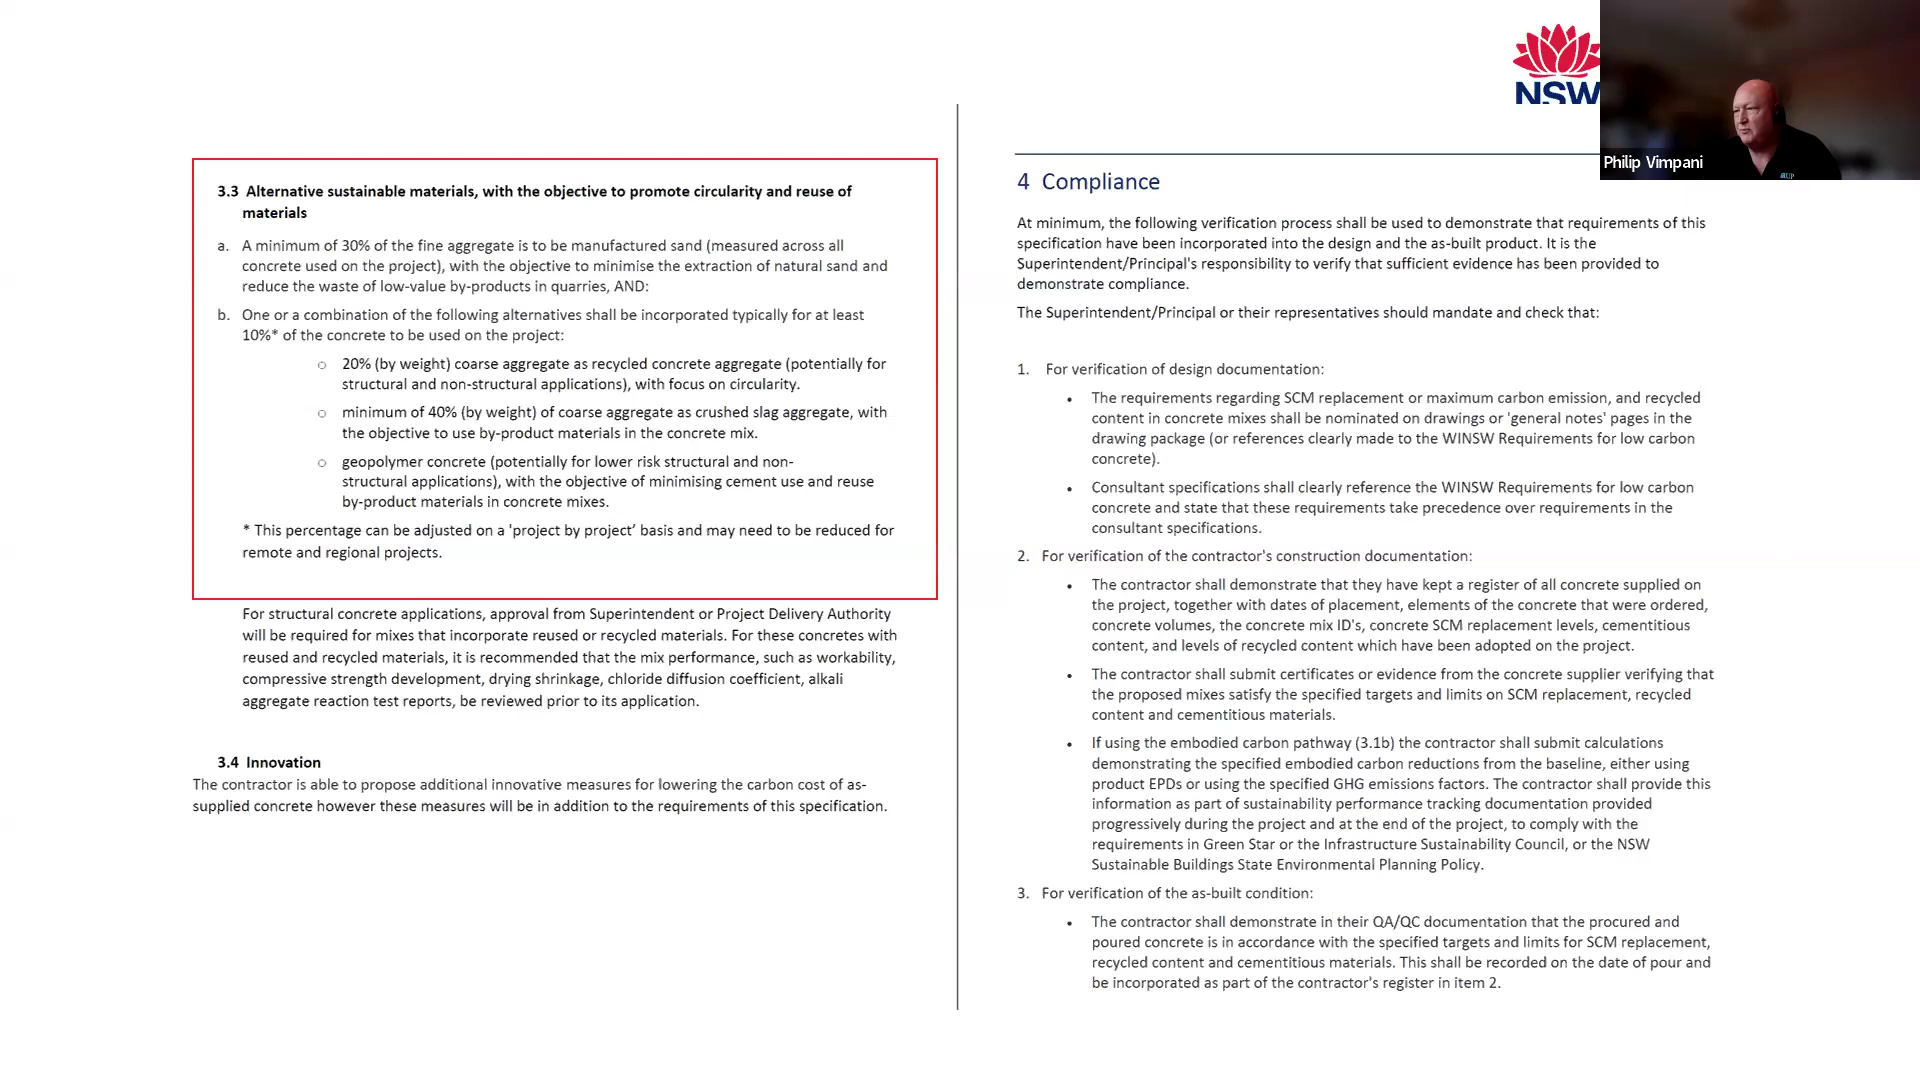 NSW
Philip Vimpani
3.3 Alternative sustainable materials, with the objective to promote circularity and reuse of
materials
a. A minimum of 30% of the fine aggregate is to be manufactured sand (measured across all
concrete used on the project), with the objective to minimise the extraction of natural sand and
reduce the waste of low-value by-products in quarries, AND:
b. One or a combination of the following alternatives shall be incorporated typically for at least
10%* of the concrete to be used on the project:
○ 20% (by weight) coarse aggregate as recycled concrete aggregate (potentially for
structural and non-structural applications), with focus on circularity.
○ minimum of 40% (by weight) of coarse aggregate as crushed slag aggregate, with
the objective to use by-product materials in the concrete mix.
○ geopolymer concrete (potentially for lower risk structural and non-
structural applications), with the objective of minimising cement use and reuse
by-product materials in concrete mixes.
* This percentage can be adjusted on a 'project by project’ basis and may need to be reduced for
remote and regional projects.
For structural concrete applications, approval from Superintendent or Project Delivery Authority
will be required for mixes that incorporate reused or recycled materials. For these concretes with
reused and recycled materials, it is recommended that the mix performance, such as workability,
compressive strength development, drying shrinkage, chloride diffusion coefficient, alkali
aggregate reaction test reports, be reviewed prior to its application.
3.4 Innovation
The contractor is able to propose additional innovative measures for lowering the carbon cost of as-
supplied concrete however these measures will be in addition to the requirements of this specification.
4 Compliance
At minimum, the following verification process shall be used to demonstrate that requirements of this
specification have been incorporated into the design and the as-built product. It is the
Superintendent/Principal's responsibility to verify that sufficient evidence has been provided to
demonstrate compliance.
The Superintendent/Principal or their representatives should mandate and check that:
1. For verification of design documentation:
• The requirements regarding SCM replacement or maximum carbon emission, and recycled
content in concrete mixes shall be nominated on drawings or 'general notes' pages in the
drawing package (or references clearly made to the WINSW Requirements for low carbon
concrete).
• Consultant specifications shall clearly reference the WINSW Requirements for low carbon
concrete and state that these requirements take precedence over requirements in the
consultant specifications.
2. For verification of the contractor's construction documentation:
• The contractor shall demonstrate that they have kept a register of all concrete supplied on
the project, together with dates of placement, elements of the concrete that were ordered,
concrete volumes, the concrete mix ID's, concrete SCM replacement levels, cementitious
content, and levels of recycled content which have been adopted on the project.
• The contractor shall submit certificates or evidence from the concrete supplier verifying that
the proposed mixes satisfy the specified targets and limits on SCM replacement, recycled
content and cementitious materials.
• If using the embodied carbon pathway (3.1b) the contractor shall submit calculations
demonstrating the specified embodied carbon reductions from the baseline, either using
product EPDs or using the specified GHG emissions factors. The contractor shall provide this
information as part of sustainability performance tracking documentation provided
progressively during the project and at the end of the project, to comply with the
requirements in Green Star or the Infrastructure Sustainability Council, or the NSW
Sustainable Buildings State Environmental Planning Policy.
3. For verification of the as-built condition:
• The contractor shall demonstrate in their QA/QC documentation that the procured and
poured concrete is in accordance with the specified targets and limits for SCM replacement,
recycled content and cementitious materials. This shall be recorded on the date of pour and
be incorporated as part of the contractor's register in item 2.